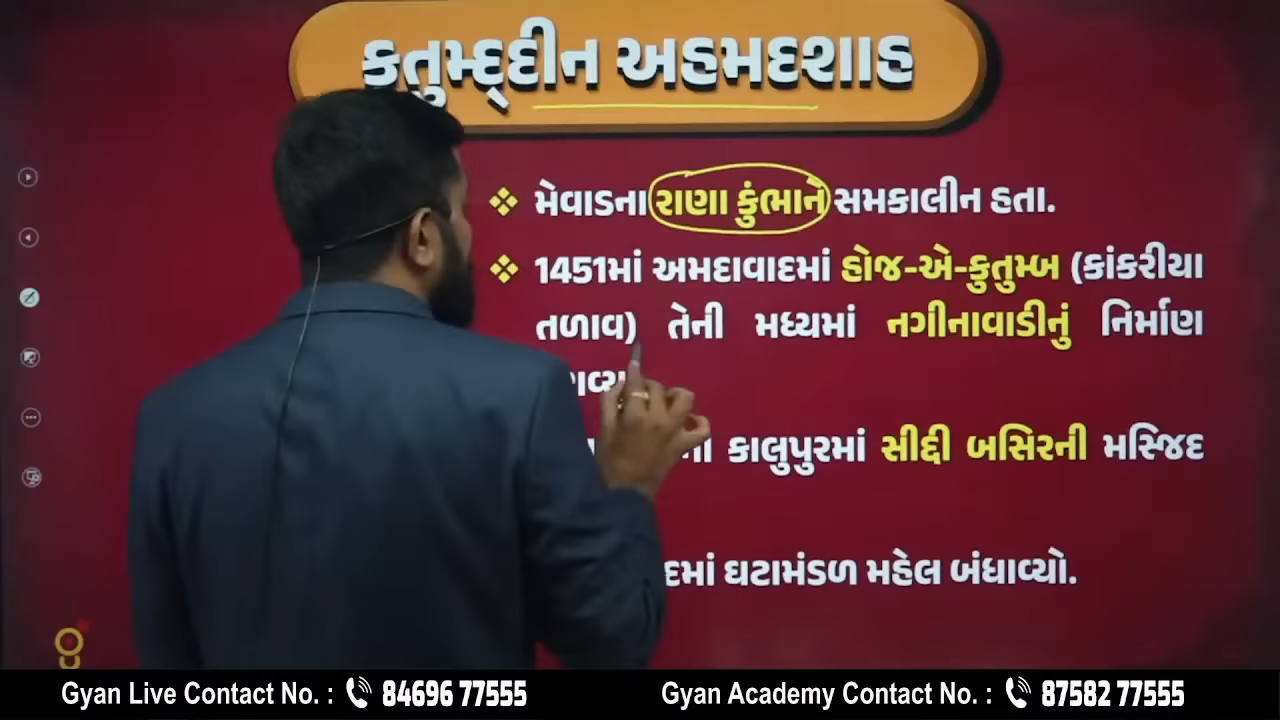 કતુમ્દ્દીન અહમદશાહ
મેવાડના રાણા કુંભાને સમકાલીન હતા.
1451માં અમદાવાદમાં હોજ-એ-કુતુમ્બ (કાંકરીયા
તળાવ) તેની મધ્યમાં નગીનાવાડીનું નિર્માણ
કાલુપુરમાં સીદ્દી બસિરની મસ્જિદ
ઘટામંડળ મહેલ બંધાવ્યો.
Gyan Live Contact No. : 84696 77555
Gyan Academy Contact No. : 87582 77555